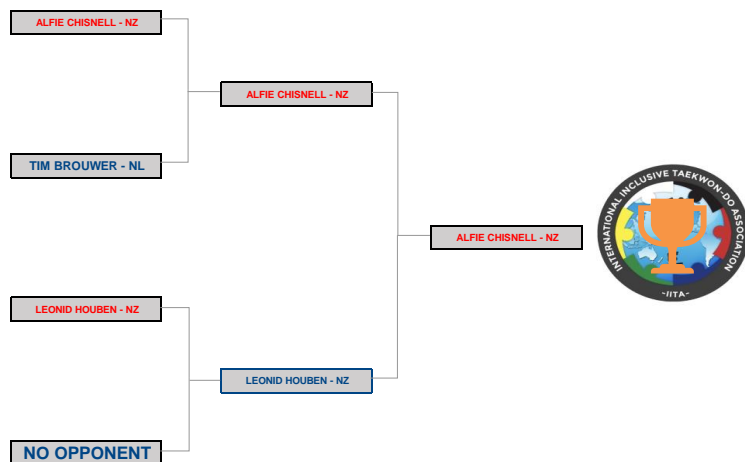 ALFIE CHISNELL - NZ
ALFIE CHISNELL - NZ
TIM BROUWER - NL
ALFIE CHISNELL - NZ
INTERNATIONAL INCLUSIVE TAEKWON-DO ASSOCIATION
-IITA-
LEONID HOUBEN - NZ
LEONID HOUBEN - NZ
NO OPPONENT